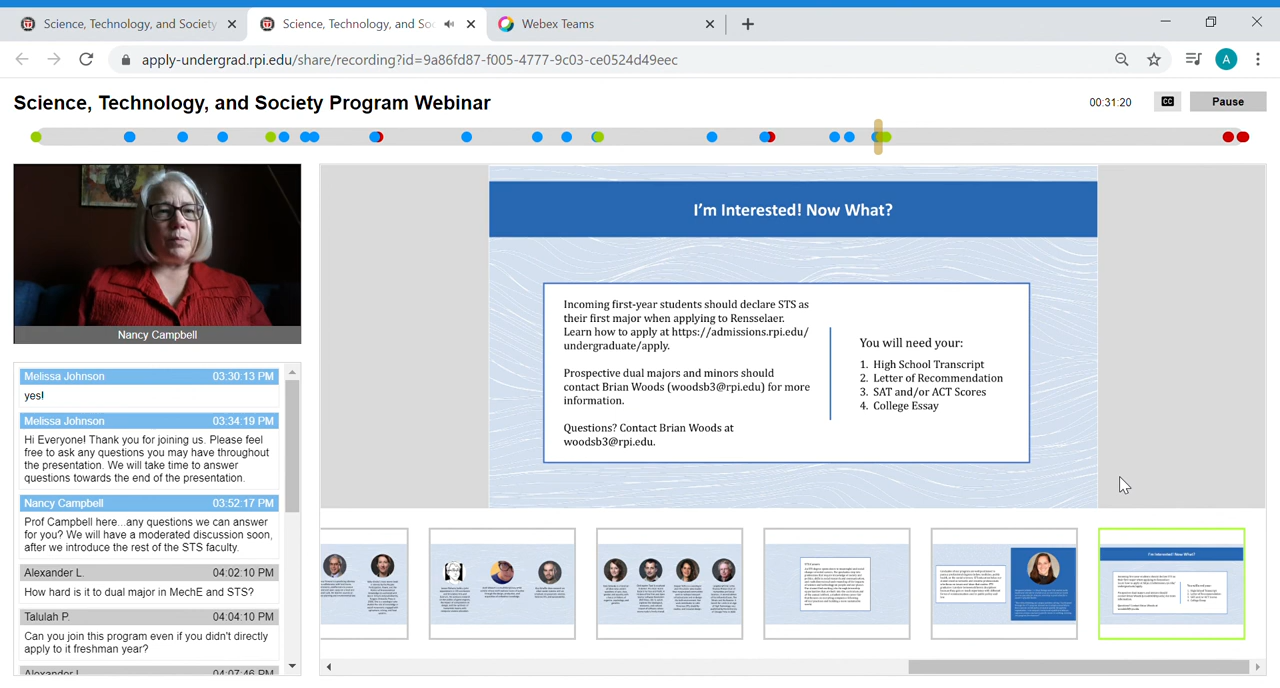 Science, Technology, and Society
Science, Technology, and So
Webex Teams
apply-undergrad.rpi.edu/share/recording?id=9a86fd87-f005-4777-9c03-ce0524d49eec
A
Science, Technology, and Society Program Webinar
00:31:20
CC
Pause
Nancy Campbell
Melissa Johnson 03:30:13 PM
yes!
Melissa Johnson 03:34:19 PM
Hi Everyone! Thank you for joining us. Please feel
free to ask any questions you may have throughout
the presentation. We will take time to answer
questions towards the end of the presentation.
Nancy Campbell 03:52:17 PM
Prof Campbell here...any questions we can answer
for you? We will have a moderated discussion soon,
after we introduce the rest of the STS faculty.
Alexander L. 04:02:10 PM
How hard is it to dual major in MechE and STS?
Talulah P. 04:04:10 PM
Can you join this program even if you didn't directly
apply to it freshman year?
Alexander L. 04:07:46 PM
I'm Interested! Now What?
Incoming first-year students should declare STS as
their first major when applying to Rensselaer.
Learn how to apply at https://admissions.rpi.edu/
undergraduate/apply.
Prospective dual majors and minors should
contact Brian Woods (woodsb3@rpi.edu) for more
information.
Questions? Contact Brian Woods at
woodsb3@rpi.edu.
You will need your:
1. High School Transcript
2. Letter of Recommendation
3. SAT and/or ACT Scores
4. College Essay
I'm Interested! Now What?